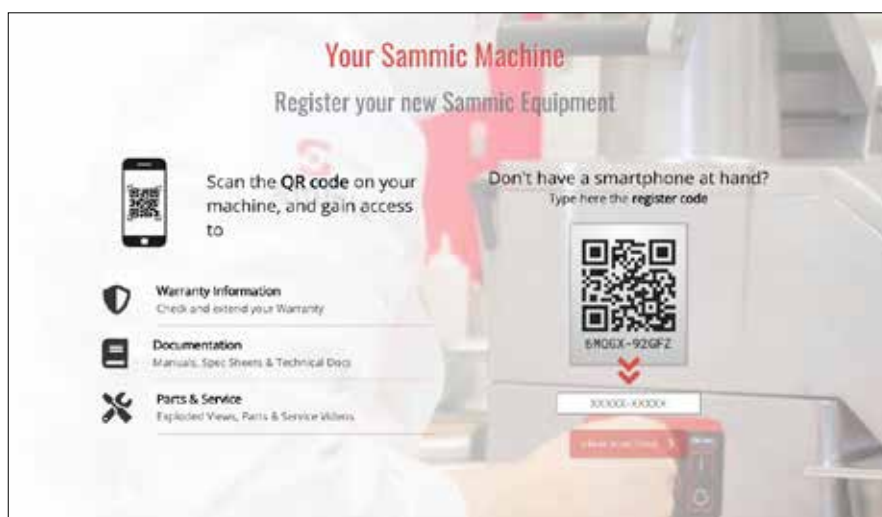 Your Sammic Machine
Register your new Sammic Equipment
Scan the QR code on your
machine, and gain access
to
Warranty Information
Check and extend your Warranty
Documentation
Manuals, Spec Sheets & Technical Docs
Parts & Service
Exploded Views, Parts & Service Videos
Don't have a smartphone at hand?
Type here the register code
6MQGX-92GFZ
XXXXX-XXXXX